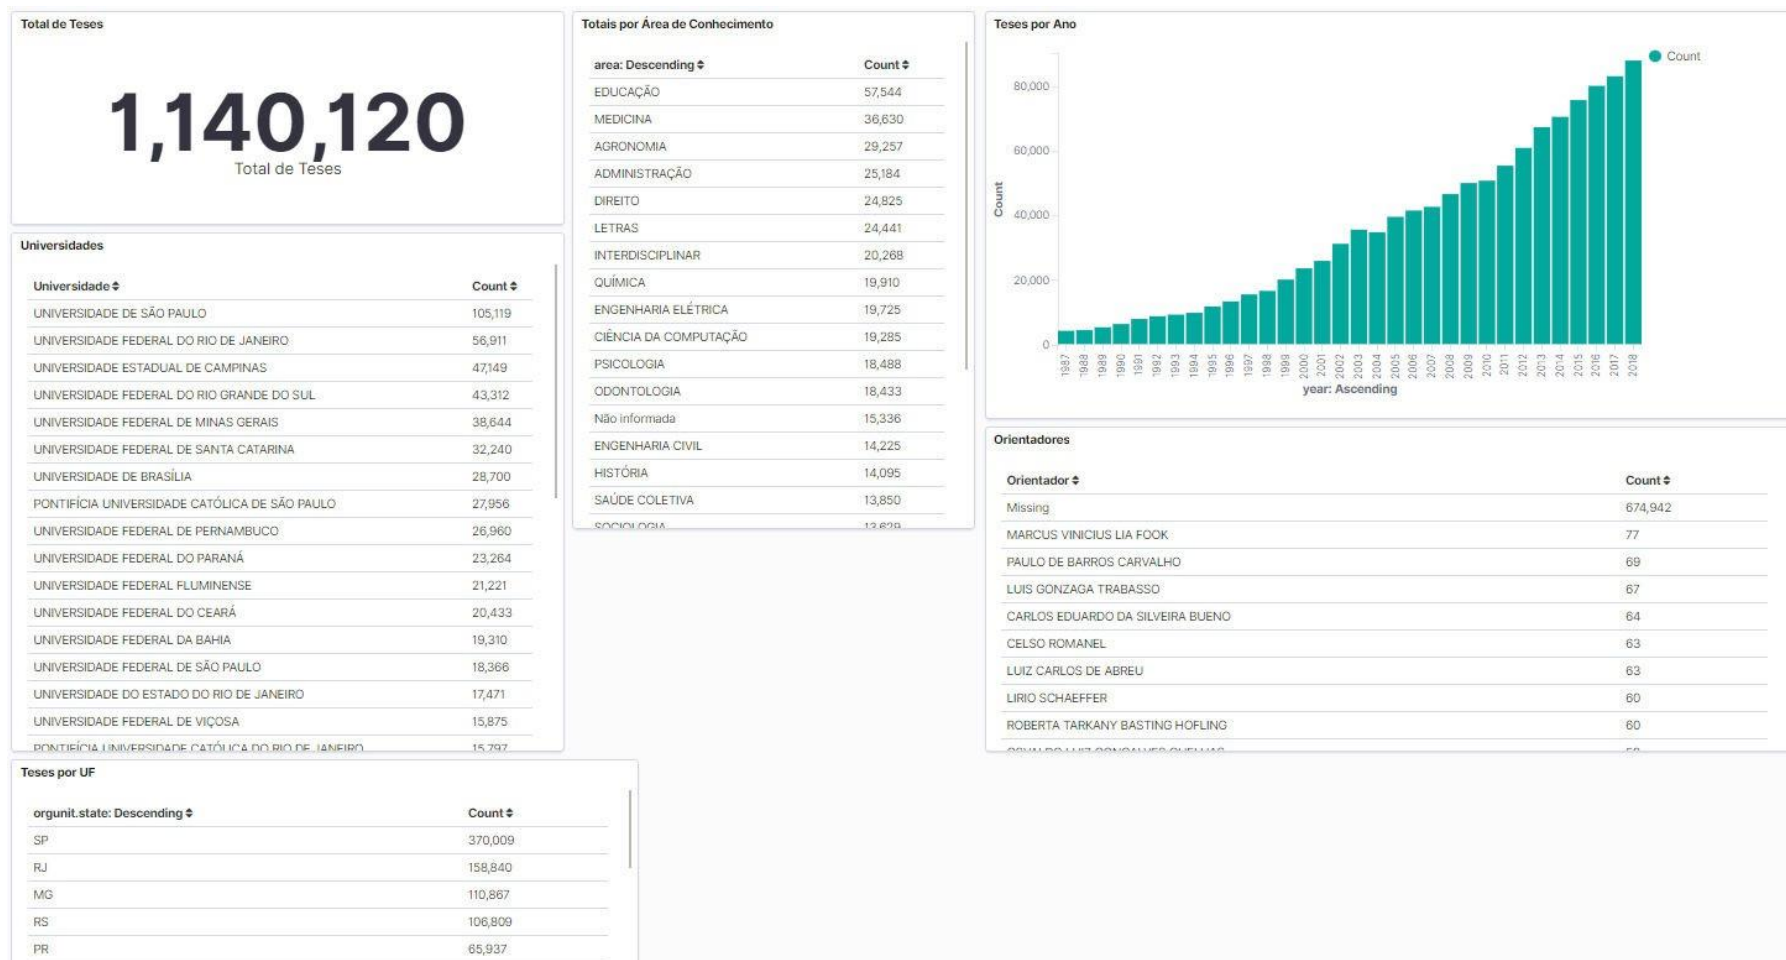 Total de Teses
1,140,120
Total de Teses
Universidades
Universidade Count
UNIVERSIDADE DE SÃO PAULO 105,119
UNIVERSIDADE FEDERAL DO RIO DE JANEIRO 56,911
UNIVERSIDADE ESTADUAL DE CAMPINAS 47,149
UNIVERSIDADE FEDERAL DO RIO GRANDE DO SUL 43,312
UNIVERSIDADE FEDERAL DE MINAS GERAIS 38,644
UNIVERSIDADE FEDERAL DE SANTA CATARINA 32,240
UNIVERSIDADE DE BRASÍLIA 28,700
PONTIFÍCIA UNIVERSIDADE CATÓLICA DE SÃO PAULO 27,956
UNIVERSIDADE FEDERAL DE PERNAMBUCO 26,960
UNIVERSIDADE FEDERAL DO PARANÁ 23,264
UNIVERSIDADE FEDERAL FLUMINENSE 21,221
UNIVERSIDADE FEDERAL DO CEARÁ 20,433
UNIVERSIDADE FEDERAL DA BAHIA 19,310
UNIVERSIDADE FEDERAL DE SÃO PAULO 18,366
UNIVERSIDADE DO ESTADO DO RIO DE JANEIRO 17,471
UNIVERSIDADE FEDERAL DE VIÇOSA 15,875
PONTIFÍCIA UNIVERSIDADE CATÓLICA DO RIO DE JANEIRO 15,797
Teses por UF
orgunit.state: Descending Count
SP 370,009
RJ 158,840
MG 110,867
RS 106,809
PR 65,937
Totais por Área de Conhecimento
area: Descending Count
EDUCAÇÃO 57,544
MEDICINA 36,630
AGRONOMIA 29,257
ADMINISTRAÇÃO 25,184
DIREITO 24,825
LETRAS 24,441
INTERDISCIPLINAR 20,268
QUÍMICA 19,910
ENGENHARIA ELÉTRICA 19,725
CIÊNCIA DA COMPUTAÇÃO 19,285
PSICOLOGIA 18,488
ODONTOLOGIA 18,433
Não informada 15,336
ENGENHARIA CIVIL 14,225
HISTÓRIA 14,095
SAÚDE COLETIVA 13,850
SOCIOLOGIA 13,629
Teses por Ano
Count
80,000
60,000
40,000
20,000
0
Count
1987 1988 1989 1990 1991 1992 1993 1994 1995 1996 1997 1998 1999 2000 2001 2002 2003 2004 2005 2006 2007 2008 2009 2010 2011 2012 2013 2014 2015 2016 2017 2018
year: Ascending
Orientadores
Orientador Count
Missing 674,942
MARCUS VINICIUS LIA FOOK 77
PAULO DE BARROS CARVALHO 69
LUIS GONZAGA TRABASSO 67
CARLOS EDUARDO DA SILVEIRA BUENO 64
CELSO ROMANEL 63
LUIZ CARLOS DE ABREU 63
LIRIO SCHAEFFER 60
ROBERTA TARKANY BASTING HOFLING 60